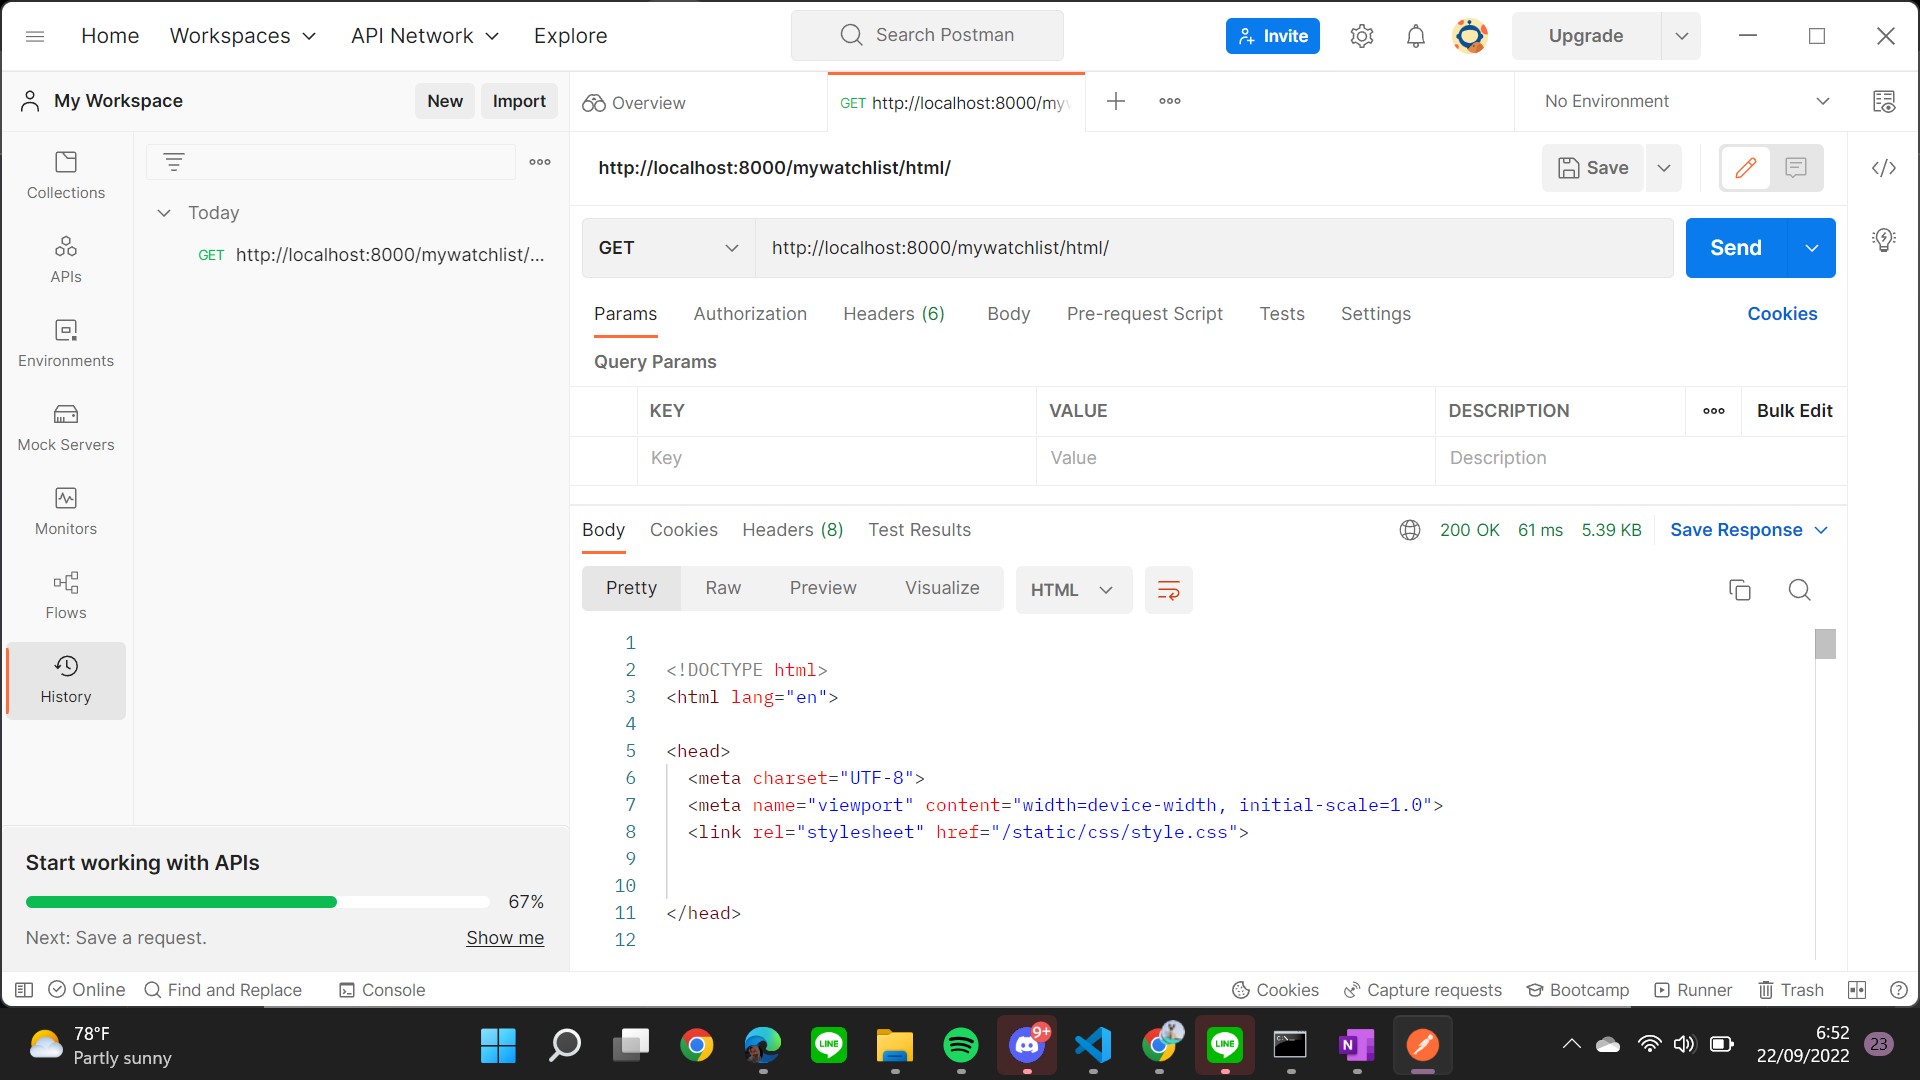 Home Workspaces API Network Explore Search Postman Invite Upgrade
My Workspace New Import Overview GET http://localhost:8000/my No Environment
http://localhost:8000/mywatchlist/html/ Save
Collections
Today
GET http://localhost:8000/mywatchlist/...
APIs
Environments
Mock Servers
Monitors
Flows
History
GET http://localhost:8000/mywatchlist/html/ Send
Params Authorization Headers (6) Body Pre-request Script Tests Settings Cookies
Query Params
KEY VALUE DESCRIPTION Bulk Edit
Key Value Description
Body Cookies Headers (8) Test Results 200 OK 61 ms 5.39 KB Save Response
Pretty Raw Preview Visualize HTML
1
2 <!DOCTYPE html>
3 <html lang="en">
4
5 <head>
6 <meta charset="UTF-8">
7 <meta name="viewport" content="width=device-width, initial-scale=1.0">
8 <link rel="stylesheet" href="/static/css/style.css">
9
10
11 </head>
12
Start working with APIs
67%
Next: Save a request. Show me
Online Find and Replace Console Cookies Capture requests Bootcamp Runner Trash
78°F
Partly sunny
LINE
9+
LINE
N
6:52
22/09/2022
23